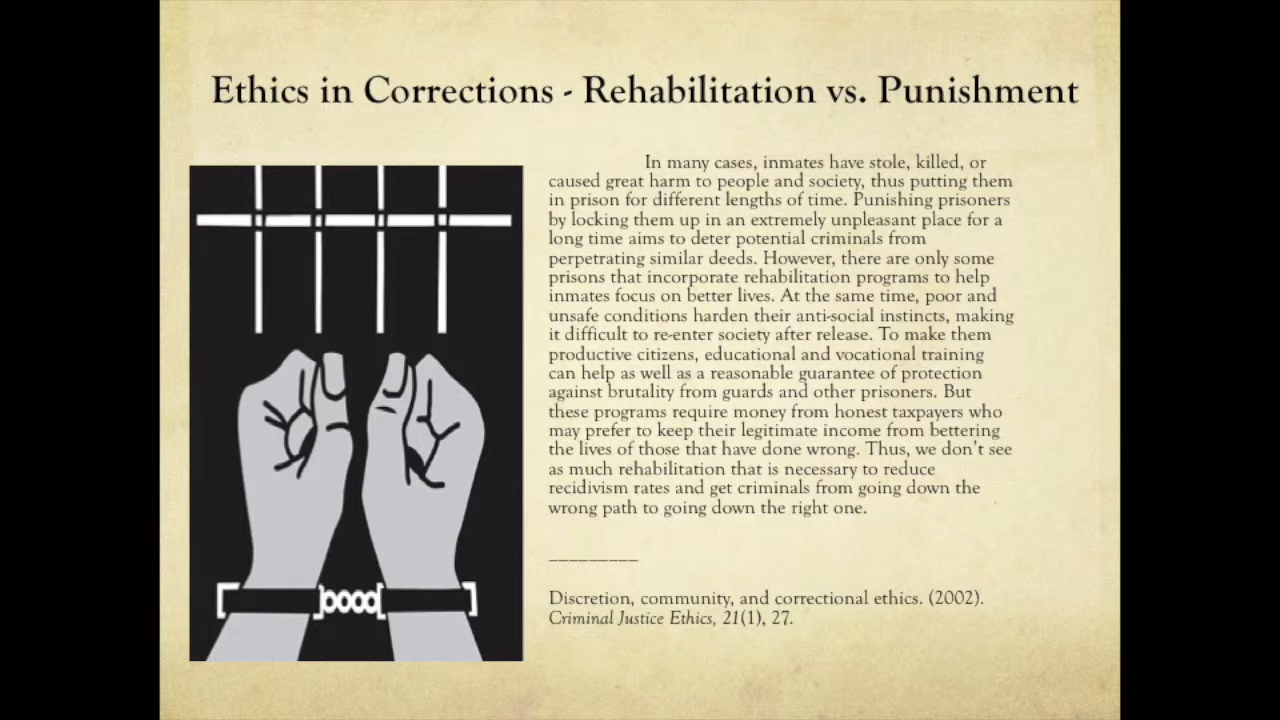 Ethics in Corrections - Rehabilitation vs. Punishment
In many cases, inmates have stole, killed, or
caused great harm to people and society, thus putting them
in prison for different lengths of time. Punishing prisoners
by locking them up in an extremely unpleasant place for a
long time aims to deter potential criminals from
perpetrating similar deeds. However, there are only some
prisons that incorporate rehabilitation programs to help
inmates focus on better lives. At the same time, poor and
unsafe conditions harden their anti-social instincts, making
it difficult to re-enter society after release. To make them
productive citizens, educational and vocational training
can help as well as a reasonable guarantee of protection
against brutality from guards and other prisoners. But
these programs require money from honest taxpayers who
may prefer to keep their legitimate income from bettering
the lives of those that have done wrong. Thus, we don't see
as much rehabilitation that is necessary to reduce
recidivism rates and get criminals from going down the
wrong path to going down the right one.
_________
Discretion, community, and correctional ethics. (2002).
Criminal Justice Ethics, 21(1), 27.